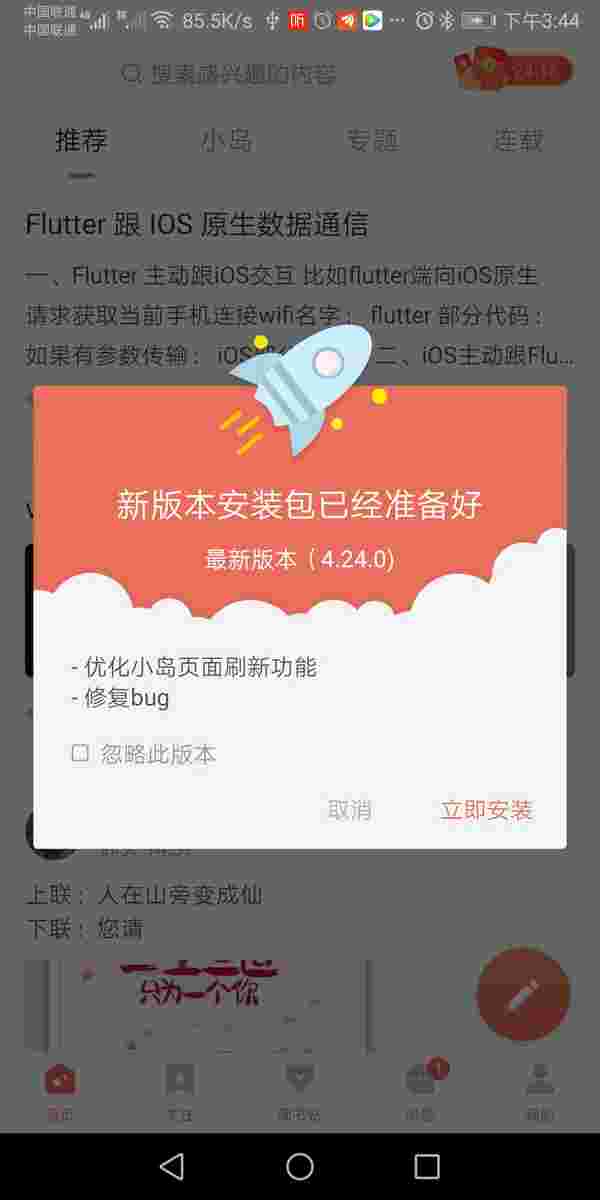 中国联通 4G
中国联通
85.5K/s
听
下午3:44
搜索感兴趣的内容
推荐 小岛 专题 连载
Flutter 跟 IOS 原生数据通信
一、Flutter 主动跟iOS交互 比如flutter端向iOS原生
请求获取当前手机连接wifi名字： flutter 部分代码：
如果有参数传输： iOS 二、iOS主动跟Flu...
新版本安装包已经准备好
最新版本（4.24.0)
- 优化小岛页面刷新功能
- 修复bug
忽略此版本
取消 立即安装
上联：人在山旁变成仙
下联：您请
只为一个你
1
首页 关注 我的